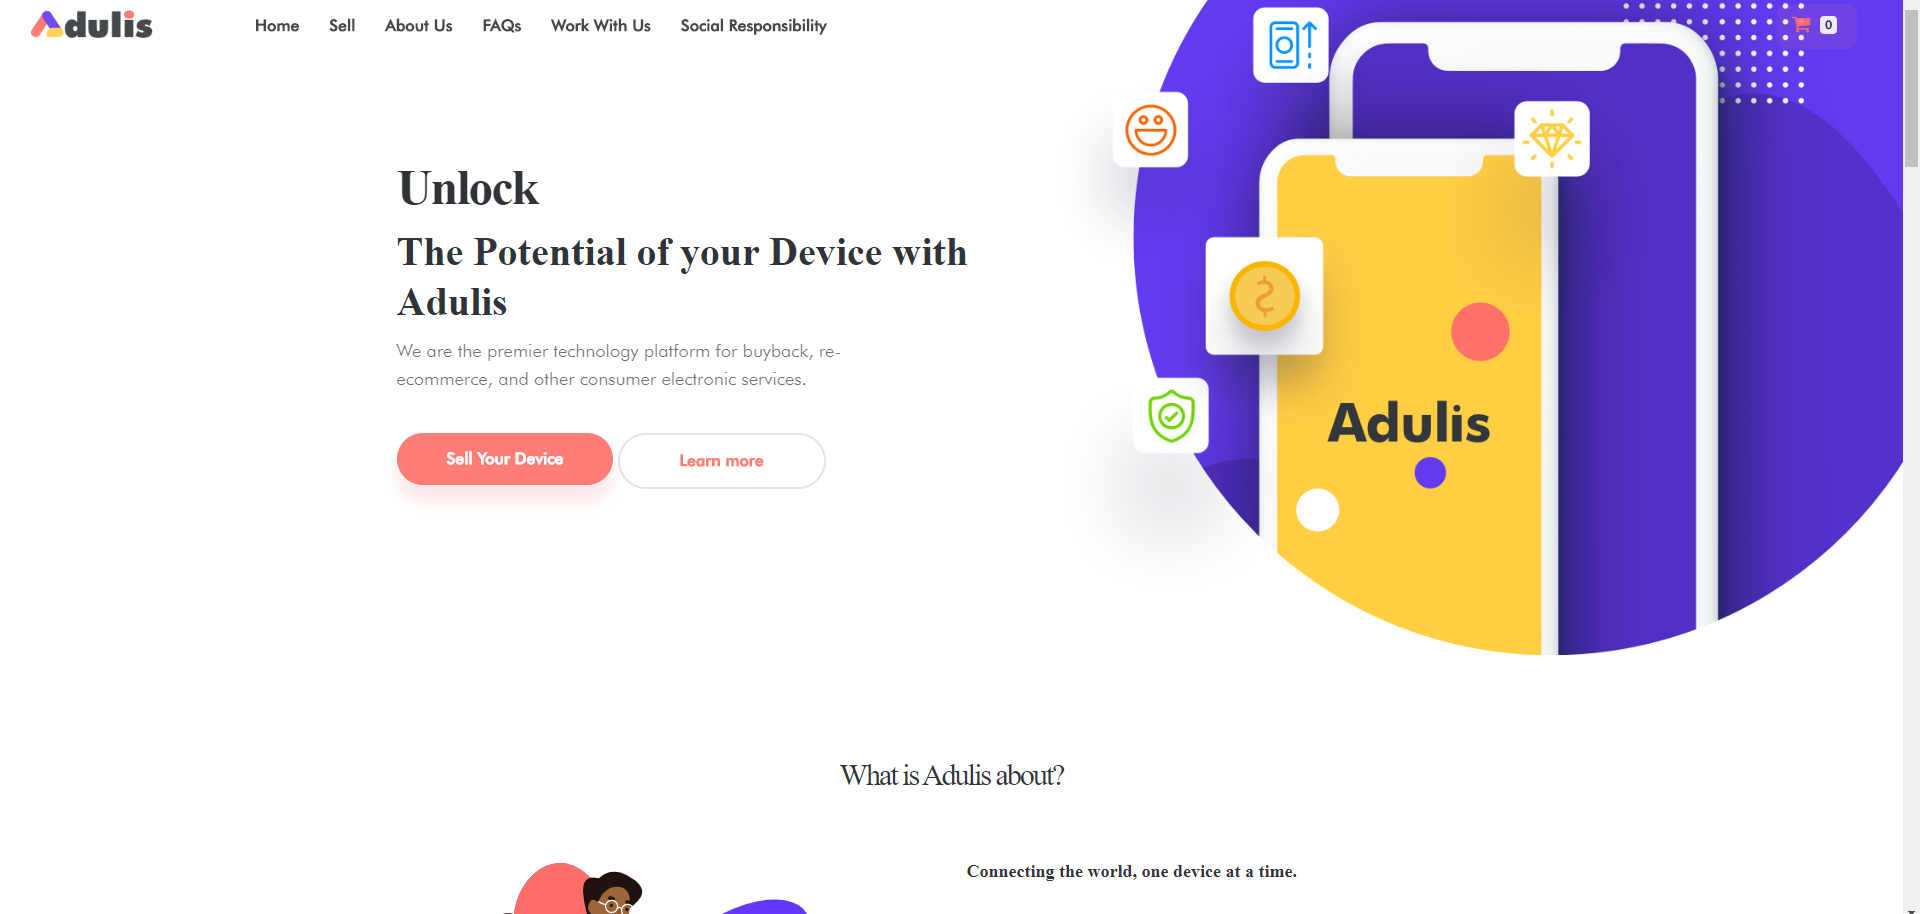 Adulis
Home Sell About Us FAQs Work With Us Social Responsibility
0
Unlock
The Potential of your Device with
Adulis
We are the premier technology platform for buyback, re-
ecommerce, and other consumer electronic services.
Sell Your Device Learn more
Adulis
What is Adulis about?
Connecting the world, one device at a time.